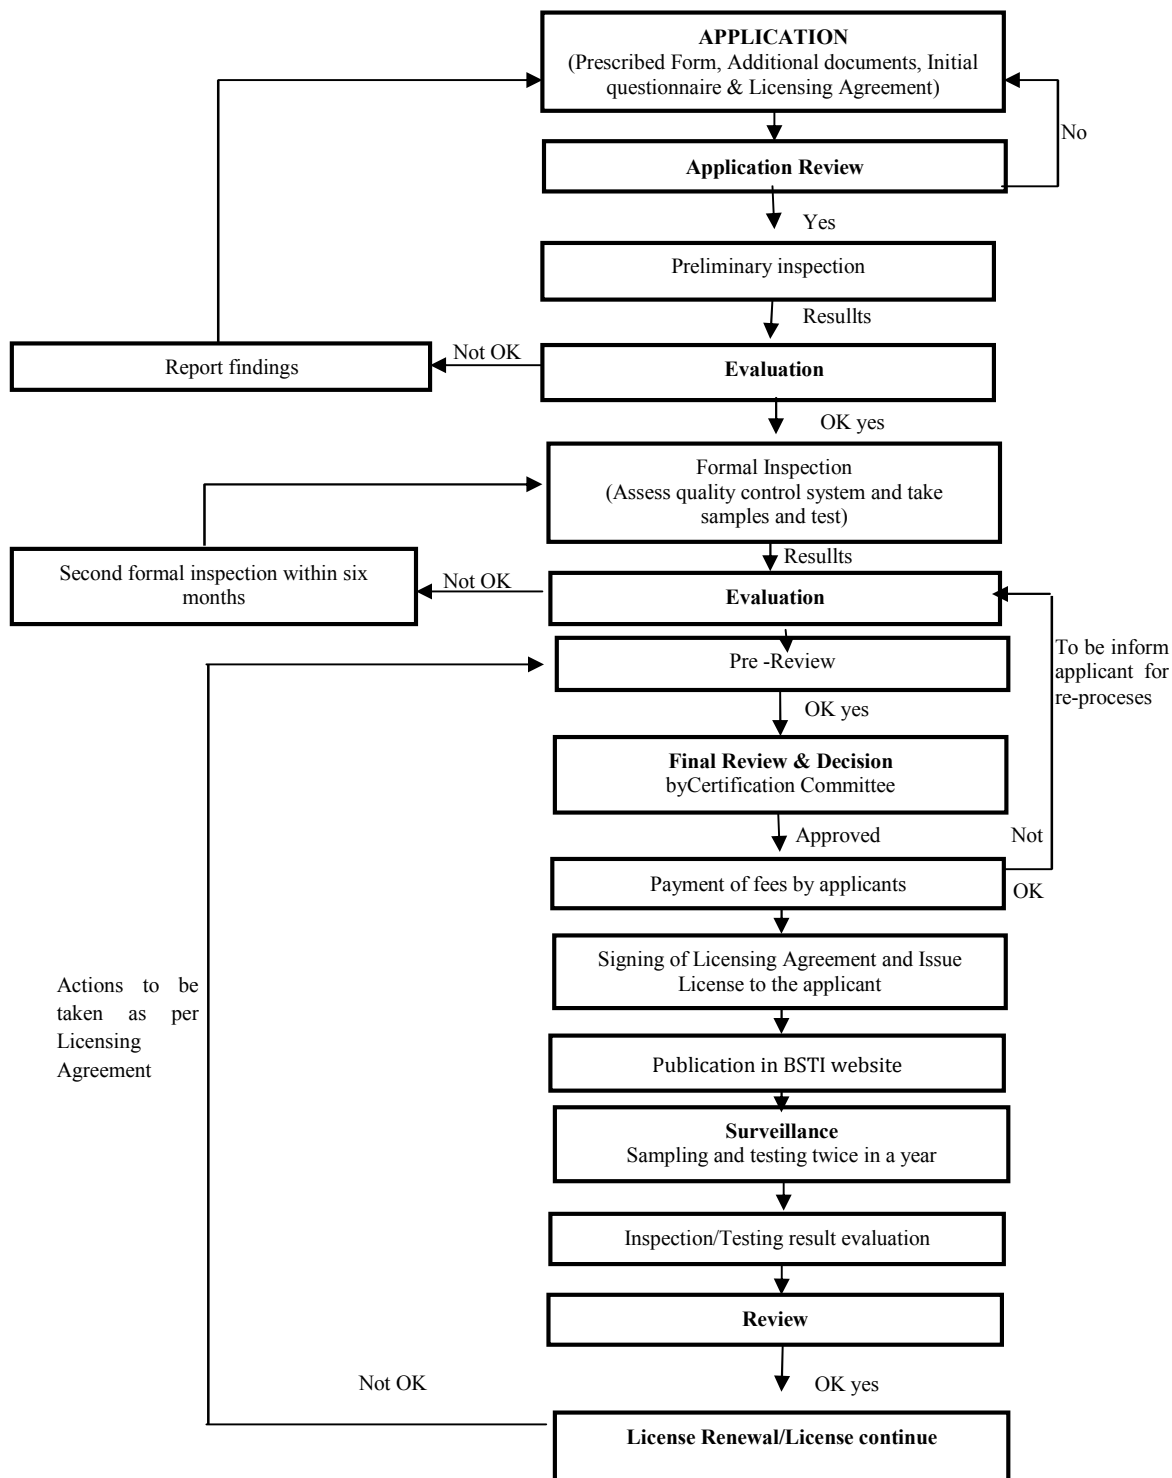 APPLICATION
(Prescribed Form, Additional documents, Initial
questionnaire & Licensing Agreement)
No
Application Review
Yes
Preliminary inspection
Resullts
Report findings
Not OK
Evaluation
OK yes
Formal Inspection
(Assess quality control system and take
samples and test)
Resullts
Second formal inspection within six
months
Not OK
Evaluation
To be inform
applicant for
re-proceses
Pre -Review
OK yes
Final Review & Decision
byCertification Committee
Approved
Not
OK
Payment of fees by applicants
Signing of Licensing Agreement and Issue
License to the applicant
Actions to be
taken as per
Licensing
Agreement
Publication in BSTI website
Surveillance
Sampling and testing twice in a year
Inspection/Testing result evaluation
Review
Not OK
OK yes
License Renewal/License continue